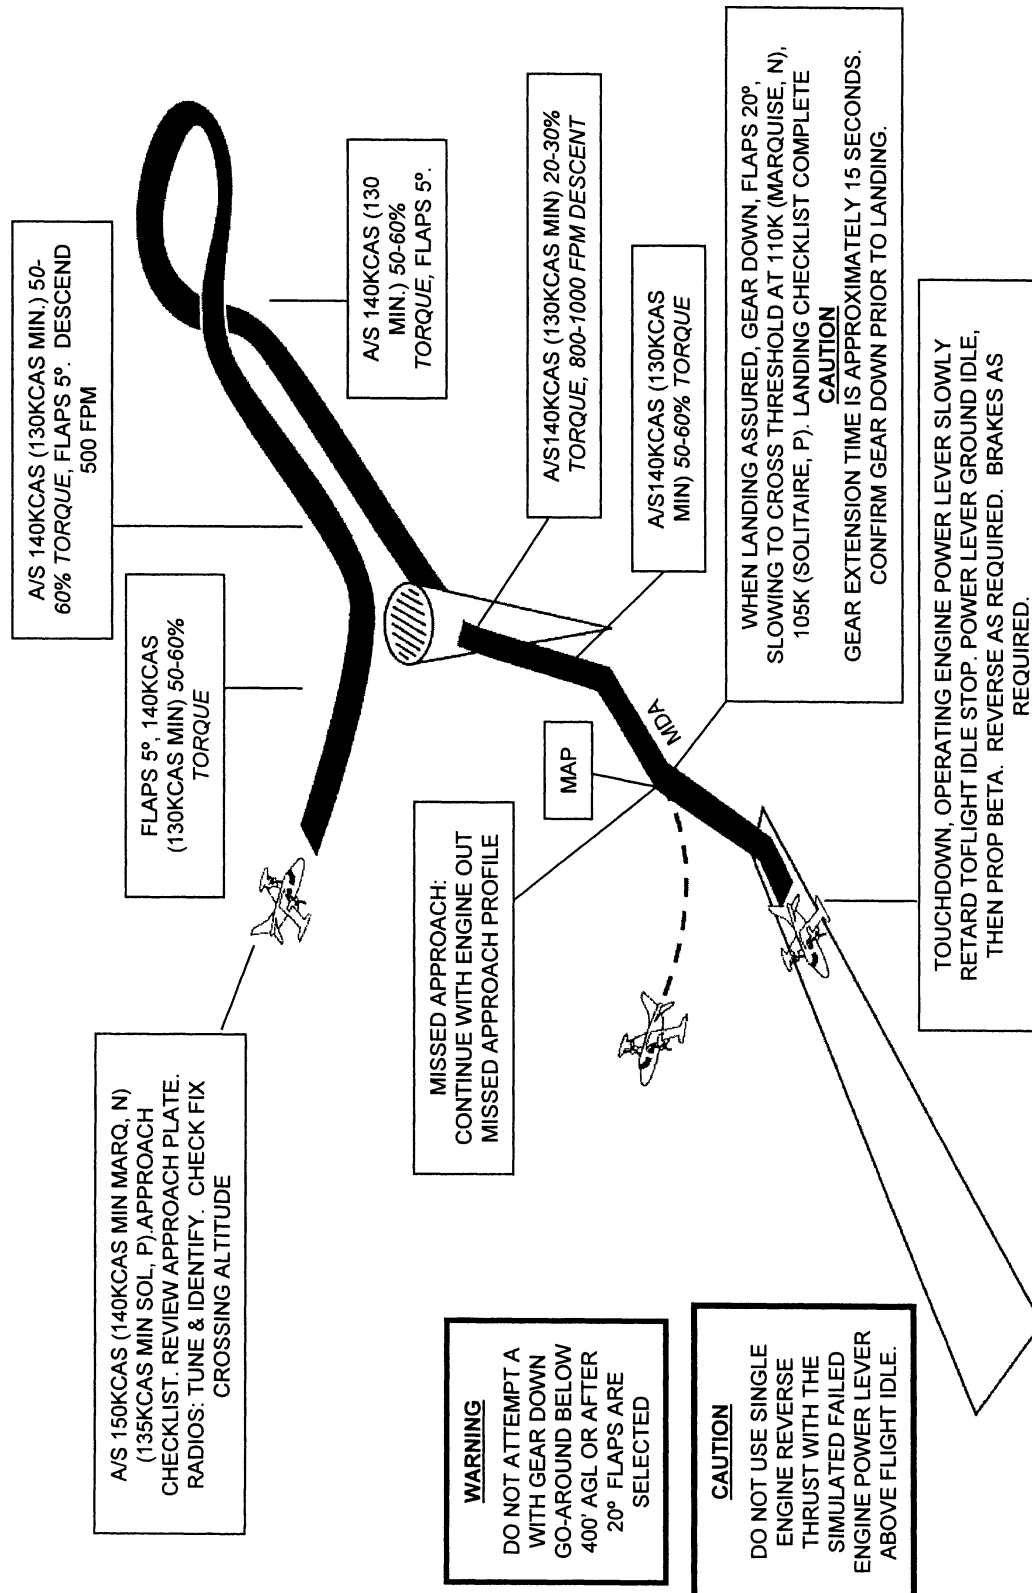 A/S 150KCAS (140KCAS MIN MARQ, N)
(135KCAS MIN SOL, P).APPROACH
CHECKLIST. REVIEW APPROACH PLATE.
RADIOS: TUNE & IDENTIFY. CHECK FIX
CROSSING ALTITUDE
FLAPS 5º, 140KCAS
(130KCAS MIN) 50-60%
TORQUE
A/S 140KCAS (130KCAS MIN.) 50-
60% TORQUE, FLAPS 5º. DESCEND
500 FPM
A/S 140KCAS (130
MIN.) 50-60%
TORQUE, FLAPS 5º.
A/S140KCAS (130KCAS MIN) 20-30%
TORQUE, 800-1000 FPM DESCENT
A/S140KCAS (130KCAS
MIN) 50-60% TORQUE
MISSED APPROACH:
CONTINUE WITH ENGINE OUT
MISSED APPROACH PROFILE
MAP
MDA
WHEN LANDING ASSURED, GEAR DOWN, FLAPS 20º,
SLOWING TO CROSS THRESHOLD AT 110K (MARQUISE, N),
105K (SOLITAIRE, P). LANDING CHECKLIST COMPLETE
CAUTION
GEAR EXTENSION TIME IS APPROXIMATELY 15 SECONDS.
CONFIRM GEAR DOWN PRIOR TO LANDING.
TOUCHDOWN, OPERATING ENGINE POWER LEVER SLOWLY
RETARD TOFLIGHT IDLE STOP. POWER LEVER GROUND IDLE,
THEN PROP BETA. REVERSE AS REQUIRED. BRAKES AS
REQUIRED.
WARNING
DO NOT ATTEMPT A
WITH GEAR DOWN
GO-AROUND BELOW
400' AGL OR AFTER
20º FLAPS ARE
SELECTED
CAUTION
DO NOT USE SINGLE
ENGINE REVERSE
THRUST WITH THE
SIMULATED FAILED
ENGINE POWER LEVER
ABOVE FLIGHT IDLE.